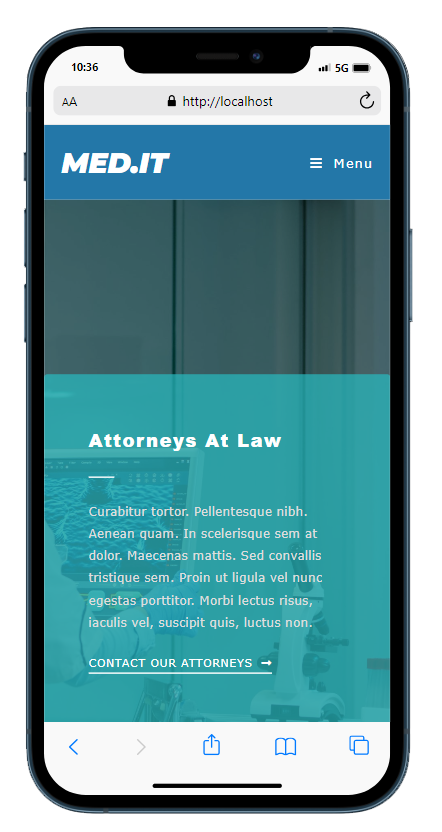 10:36
5G
AA
http://localhost
MED.IT
Menu
Attorneys At Law
Curabitur tortor. Pellentesque nibh.
Aenean quam. In scelerisque sem at
dolor. Maecenas mattis. Sed convallis
tristique sem. Proin ut ligula vel nunc
egestas porttitor. Morbi lectus risus,
iaculis vel, suscipit quis, luctus non.
CONTACT OUR ATTORNEYS